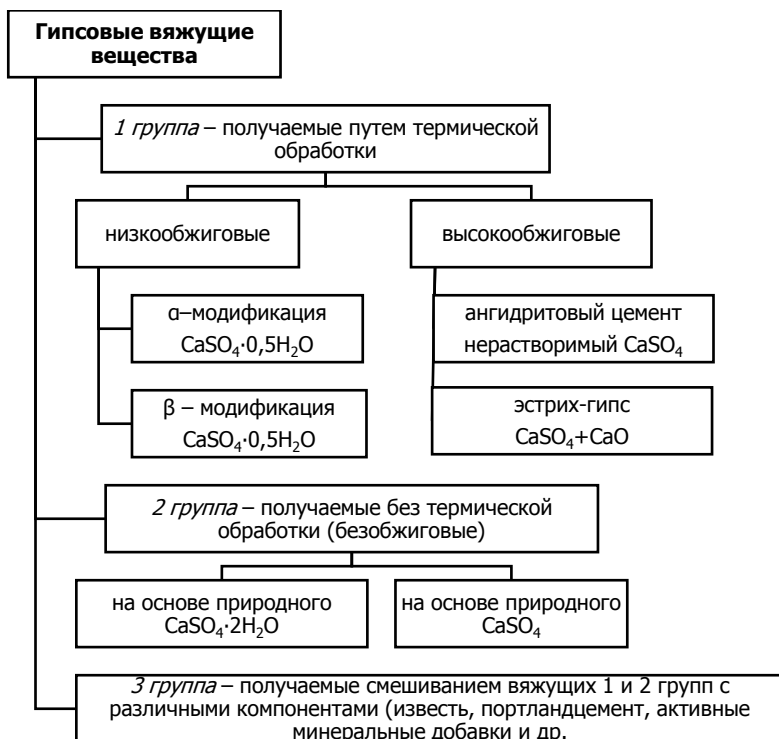 Гипсовые вяжущие
вещества
1 группа – получаемые путем термической
обработки
низкообжиговые
высокообжиговые
α–модификация
CaSO₄·0,5H₂O
ангидритовый цемент
нерастворимый CaSO₄
β – модификация
CaSO₄·0,5H₂O
эстрих-гипс
CaSO₄+CaO
2 группа – получаемые без термической
обработки (безобжиговые)
на основе природного
CaSO₄·2H₂O
на основе природного
CaSO₄
3 группа – получаемые смешиванием вяжущих 1 и 2 групп с
различными компонентами (известь, портландцемент, активные
минеральные добавки и др.